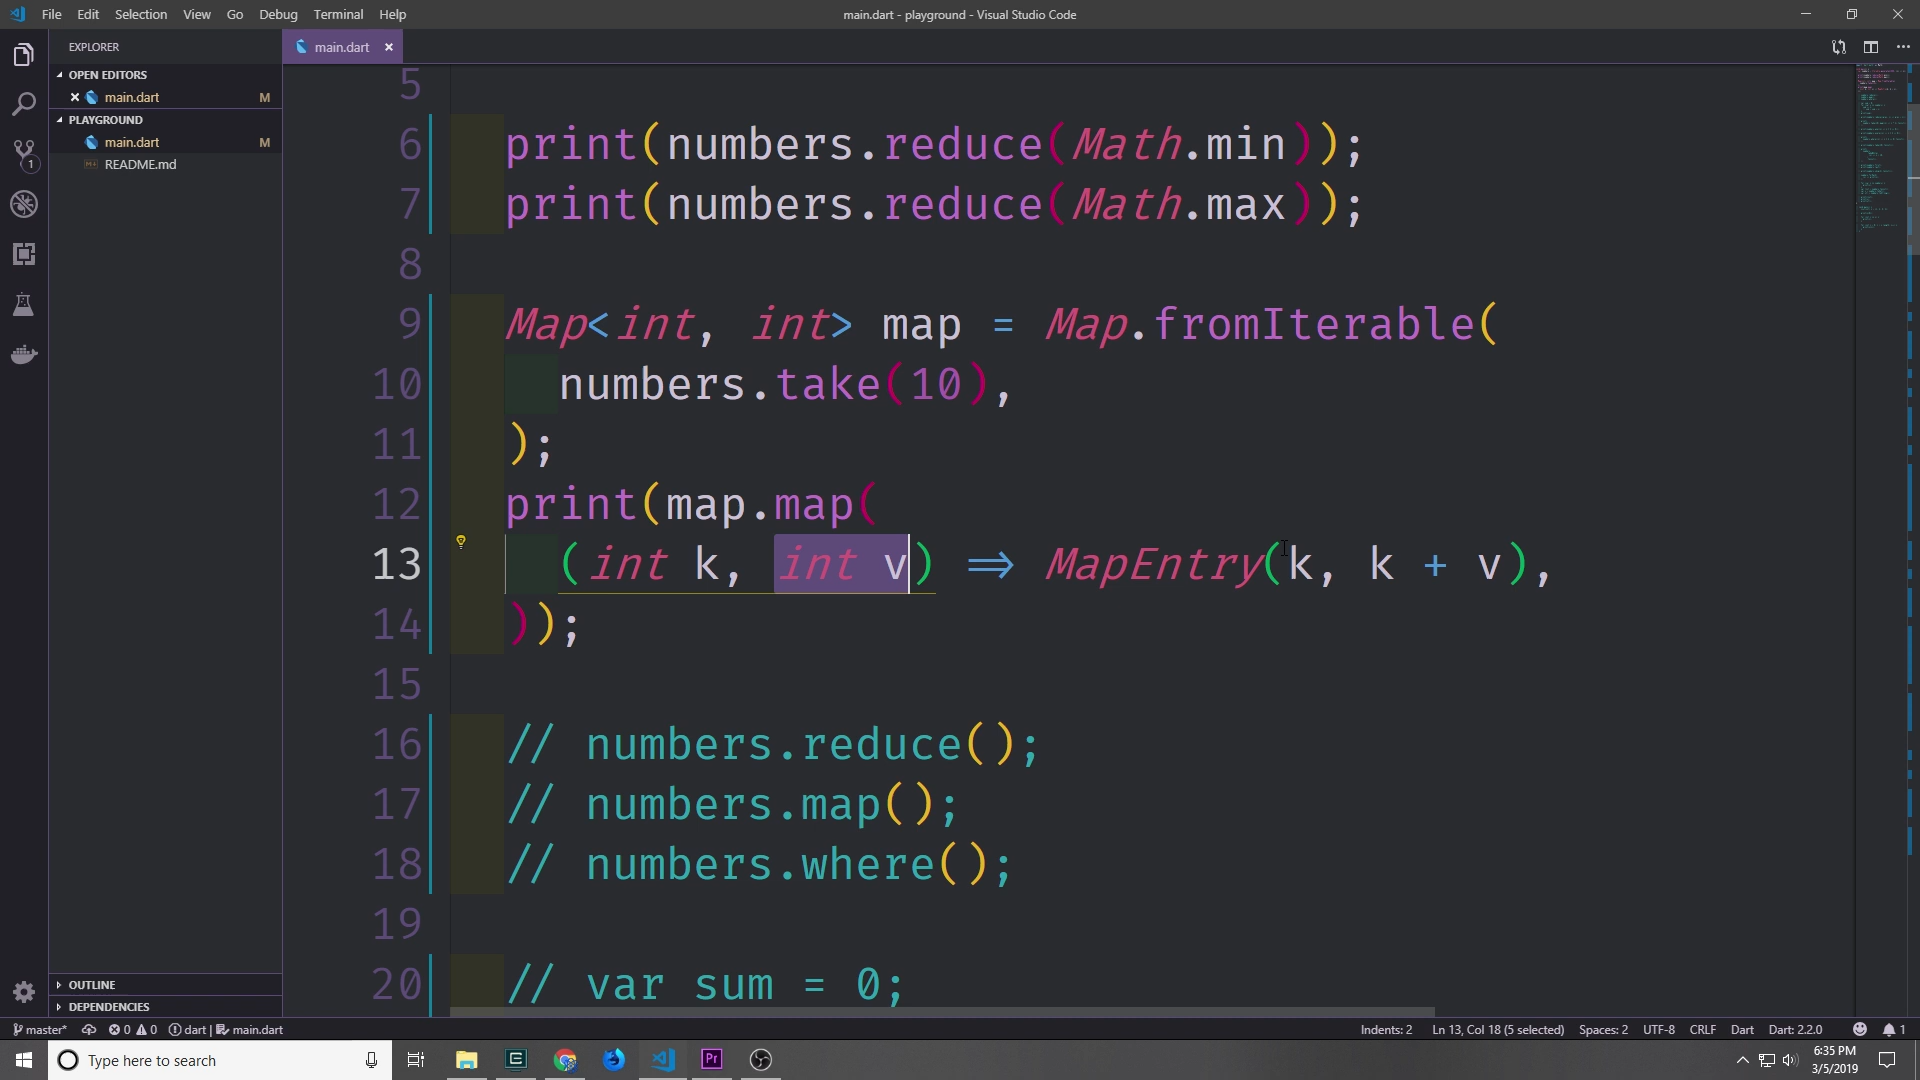 File Edit Selection View Go Debug Terminal Help
main.dart - playground - Visual Studio Code
EXPLORER
main.dart
OPEN EDITORS
main.dart M
PLAYGROUND
main.dart M
README.md
1
5
6 print(numbers.reduce(Math.min));
7 print(numbers.reduce(Math.max));
8
9 Map<int, int> map = Map.fromIterable(
10 numbers.take(10),
11 );
12 print(map.map(
13 (int k, int v) => MapEntry(k, k + v),
14 ));
15
16 // numbers.reduce();
17 // numbers.map();
18 // numbers.where();
19
20 // var sum = 0;
OUTLINE
DEPENDENCIES
master* 0 0 dart | main.dart
Indents: 2 Ln 13, Col 18 (5 selected) Spaces: 2 UTF-8 CRLF Dart Dart: 2.2.0 1
Type here to search
Pr
6:35 PM
3/5/2019